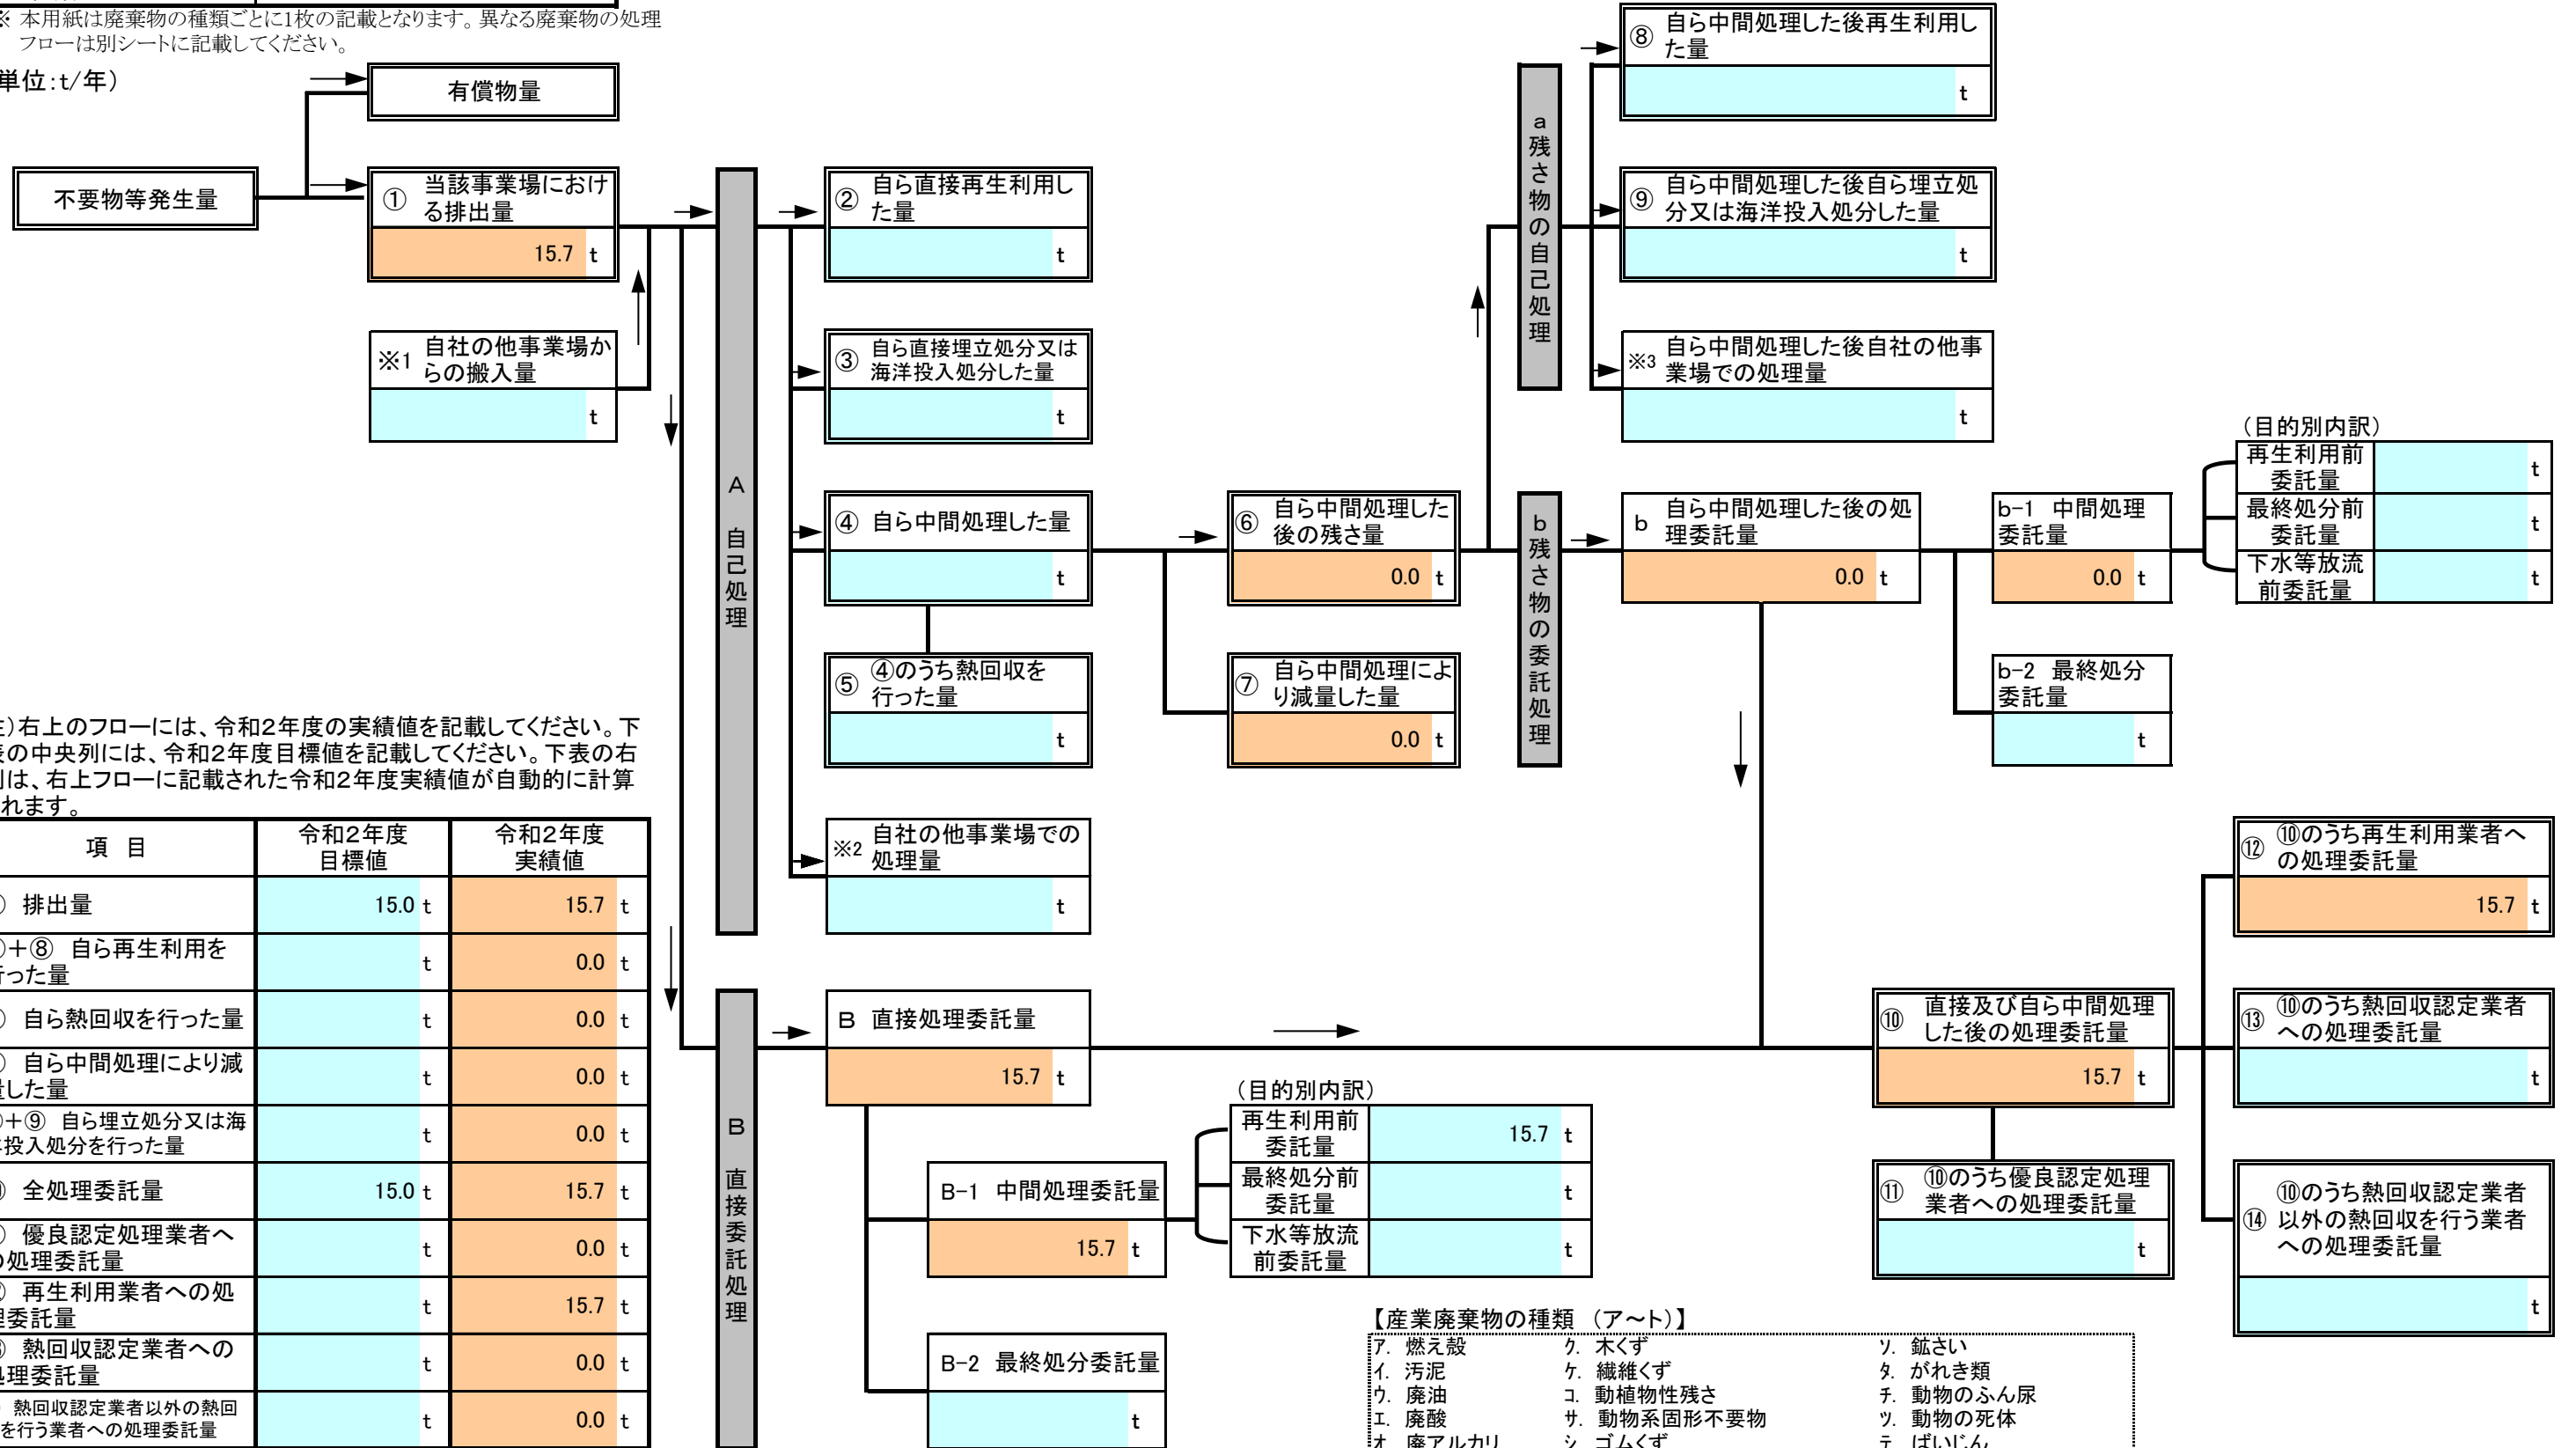 ※ 本用紙は廃棄物の種類ごとに1枚の記載となります。異なる廃棄物の処理
フローは別シートに記載してください。
単位:t/年)
有償物量
不要物等発生量
① 当該事業場におけ
る排出量
15.7 t
※1 自社の他事業場か
らの搬入量
t
A 自己処理
② 自ら直接再生利用し
た量
t
③ 自ら直接埋立処分又は
海洋投入処分した量
t
④ 自ら中間処理した量
t
⑤ ④のうち熱回収を
行った量
t
※2 自社の他事業場での
処理量
t
⑥ 自ら中間処理した
後の残さ量
0.0 t
⑦ 自ら中間処理によ
り減量した量
0.0 t
a残さ物の自己処理
⑧ 自ら中間処理した後再生利用し
た量
t
⑨ 自ら中間処理した後自ら埋立処
分又は海洋投入処分した量
t
※3 自ら中間処理した後自社の他事
業場での処理量
t
b残さ物の委託処理
b 自ら中間処理した後の処
理委託量
0.0 t
b-1 中間処理
委託量
0.0 t
b-2 最終処分
委託量
t
(目的別内訳)
再生利用前
委託量
t
最終処分前
委託量
t
下水等放流
前委託量
t
)右上のフローには、令和2年度の実績値を記載してください。下
表の中央列には、令和2年度目標値を記載してください。下表の右
列は、右上フローに記載された令和2年度実績値が自動的に計算
れます。
項 目 令和2年度
目標値 令和2年度
実績値
排出量 15.0 t 15.7 t
+⑧ 自ら再生利用を
行った量 t 0.0 t
自ら熱回収を行った量 t 0.0 t
自ら中間処理により減
量した量 t 0.0 t
+⑨ 自ら埋立処分又は海
投入処分を行った量 t 0.0 t
全処理委託量 15.0 t 15.7 t
優良認定処理業者へ
の処理委託量 t 0.0 t
再生利用業者への処
理委託量 t 15.7 t
熱回収認定業者への
処理委託量 t 0.0 t
熱回収認定業者以外の熱回
を行う業者への処理委託量 t 0.0 t
B 直接委託処理
B 直接処理委託量
15.7 t
B-1 中間処理委託量
15.7 t
B-2 最終処分委託量
t
(目的別内訳)
再生利用前
委託量
15.7 t
最終処分前
委託量
t
下水等放流
前委託量
t
⑩ 直接及び自ら中間処理
した後の処理委託量
15.7 t
⑪ ⑩のうち優良認定処理
業者への処理委託量
t
⑫ ⑩のうち再生利用業者へ
の処理委託量
15.7 t
⑬ ⑩のうち熱回収認定業者
への処理委託量
t
⑭ ⑩のうち熱回収認定業者
以外の熱回収を行う業者
への処理委託量
t
【産業廃棄物の種類 (ア~ト)】
ア. 燃え殻 ク. 木くず ソ. 鉱さい
イ. 汚泥 ケ. 繊維くず タ. がれき類
ウ. 廃油 コ. 動植物性残さ チ. 動物のふん尿
エ. 廃酸 サ. 動物系固形不要物 ツ. 動物の死体
オ. 廃アルカリ シ. ゴムくず テ. ばいじん